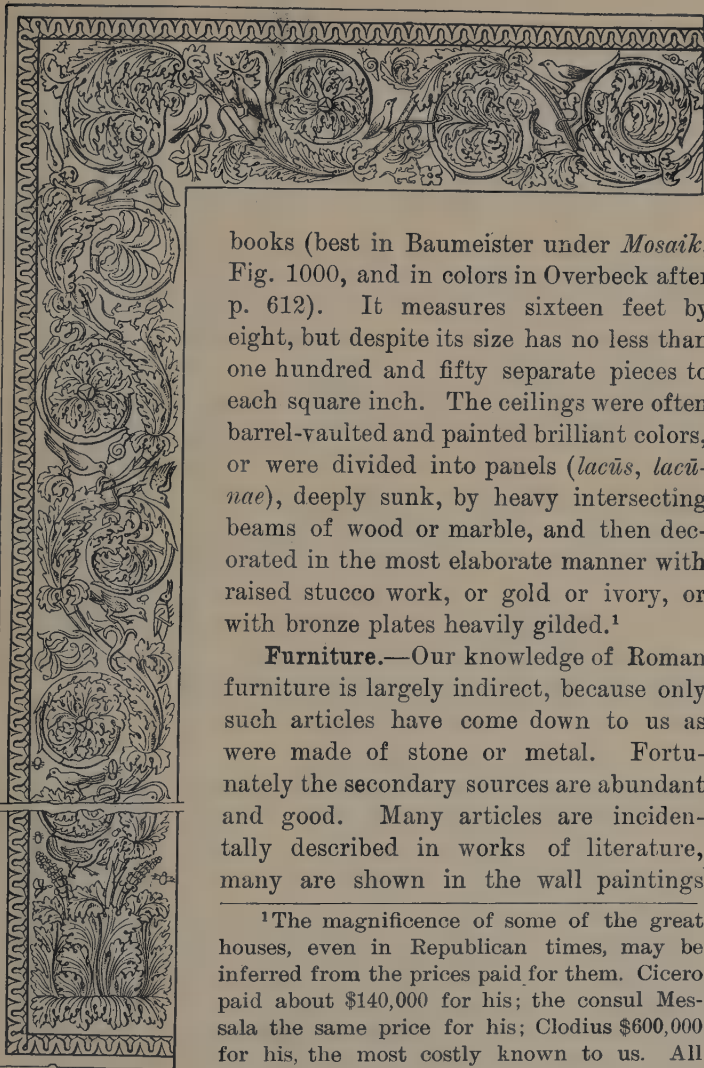 books (best in Baumeister under Mosaik,
Fig. 1000, and in colors in Overbeck after
p. 612). It measures sixteen feet by
eight, but despite its size has no less than
one hundred and fifty separate pieces to
each square inch. The ceilings were often
barrel-vaulted and painted brilliant colors,
or were divided into panels (lacūs, lacū-
nae), deeply sunk, by heavy intersecting
beams of wood or marble, and then dec-
orated in the most elaborate manner with
raised stucco work, or gold or ivory, or
with bronze plates heavily gilded.¹
Furniture.—Our knowledge of Roman
furniture is largely indirect, because only
such articles have come down to us as
were made of stone or metal. Fortu-
nately the secondary sources are abundant
and good. Many articles are inciden-
tally described in works of literature,
many are shown in the wall paintings
¹The magnificence of some of the great
houses, even in Republican times, may be
inferred from the prices paid for them. Cicero
paid about $140,000 for his; the consul Mes-
sala the same price for his; Clodius $600,000
for his, the most costly known to us. All